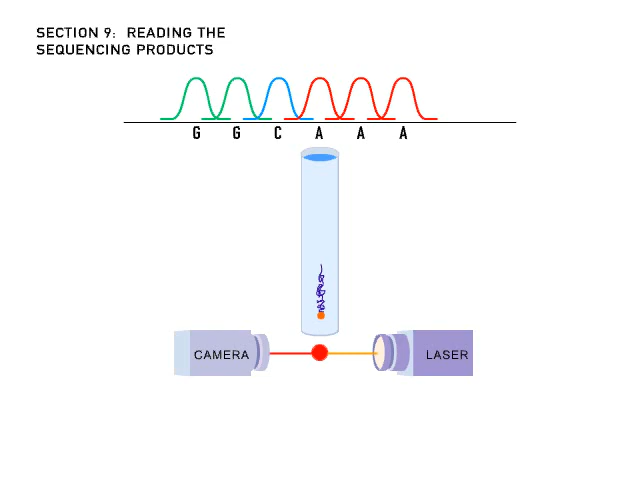 SECTION 9: READING THE
SEQUENCING PRODUCTS
G G C A A A
CAMERA LASER